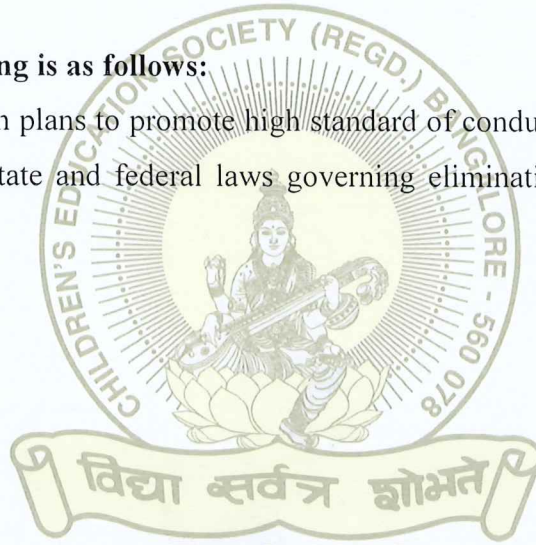 CHILDREN'S EDUCATION SOCIETY (REGD.) BANGALORE - 560 078
ng is as follows:
n plans to promote high standard of condu
tate and federal laws governing eliminati
विद्या सर्वत्र शोभते